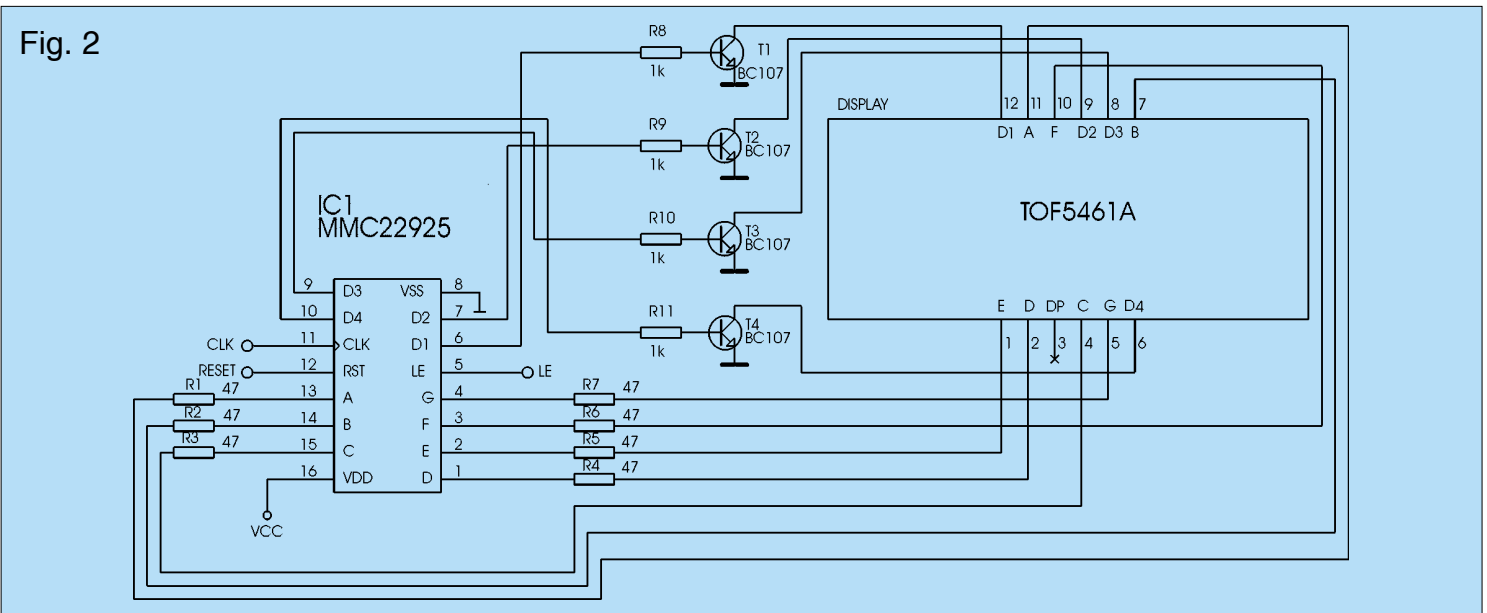 Fig. 2
R8
1k
T1
BC107
R9
1k
T2
BC107
R10
1k
T3
BC107
R11
1k
T4
BC107
DISPLAY
12 11 10 9 8 7
D1 A F D2 D3 B
TOF5461A
E D DP C G D4
1 2 3 4 5 6
IC1
MMC22925
9 D3 VSS 8
10 D4 D2 7
CLK 11 CLK D1 6
RESET 12 RST LE 5 LE
R1 47 13 A G 4 R7 47
R2 47 14 B F 3 R6 47
R3 47 15 C E 2 R5 47
16 VDD D 1 R4 47
VCC